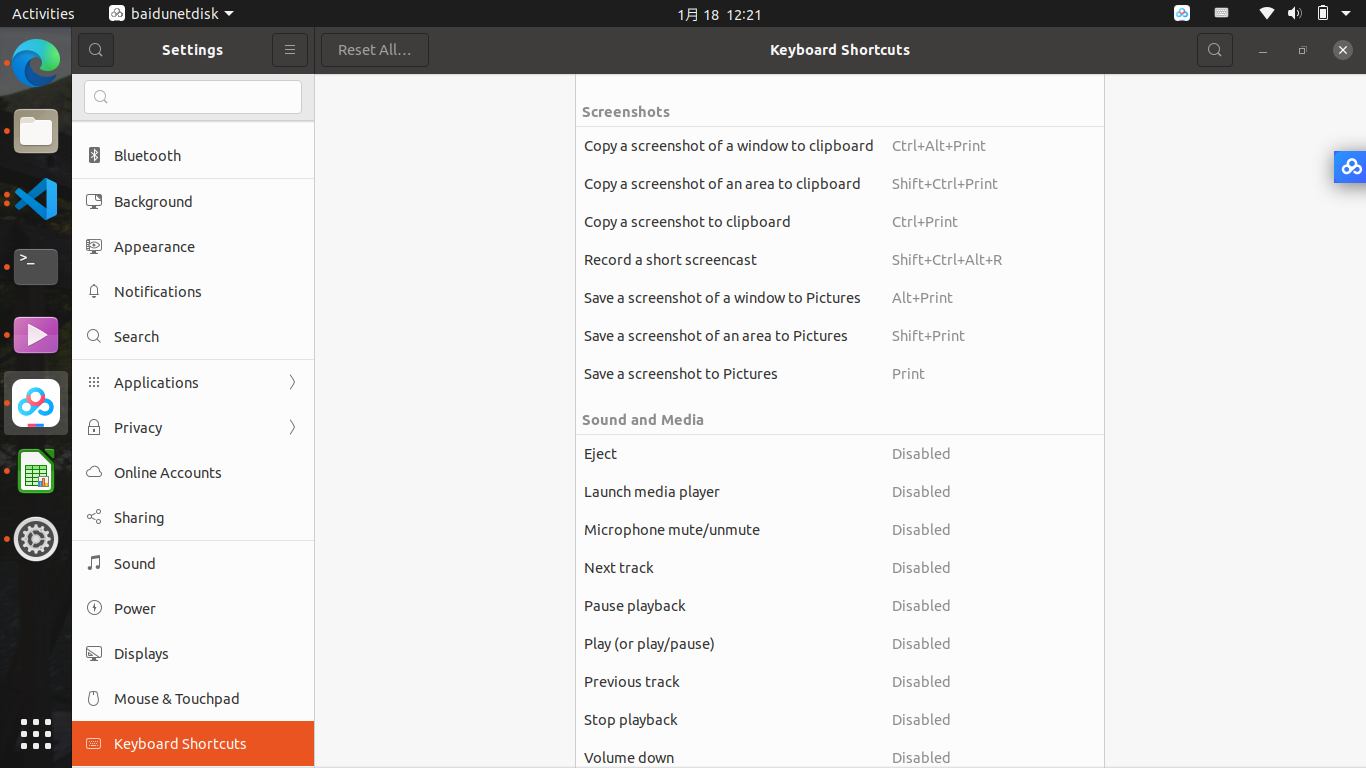 Activities
baidunetdisk
1月 18 12:21
Settings
Reset All…
Keyboard Shortcuts
Bluetooth
Background
Appearance
Notifications
Search
Applications
Privacy
Online Accounts
Sharing
Sound
Power
Displays
Mouse & Touchpad
Keyboard Shortcuts
Screenshots
Copy a screenshot of a window to clipboard Ctrl+Alt+Print
Copy a screenshot of an area to clipboard Shift+Ctrl+Print
Copy a screenshot to clipboard Ctrl+Print
Record a short screencast Shift+Ctrl+Alt+R
Save a screenshot of a window to Pictures Alt+Print
Save a screenshot of an area to Pictures Shift+Print
Save a screenshot to Pictures Print
Sound and Media
Eject Disabled
Launch media player Disabled
Microphone mute/unmute Disabled
Next track Disabled
Pause playback Disabled
Play (or play/pause) Disabled
Previous track Disabled
Stop playback Disabled
Volume down Disabled